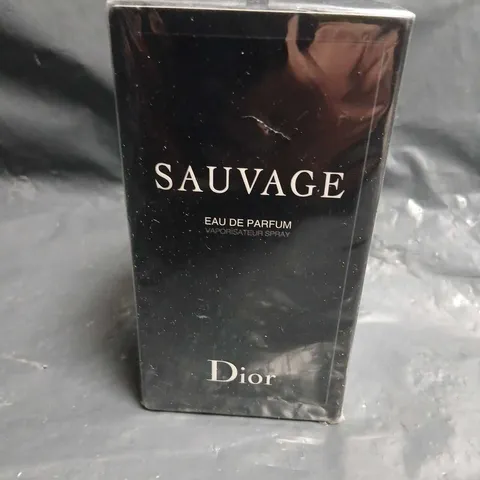 SAUVAGE
EAU DE PARFUM
VAPORISATEUR SPRAY
Dior